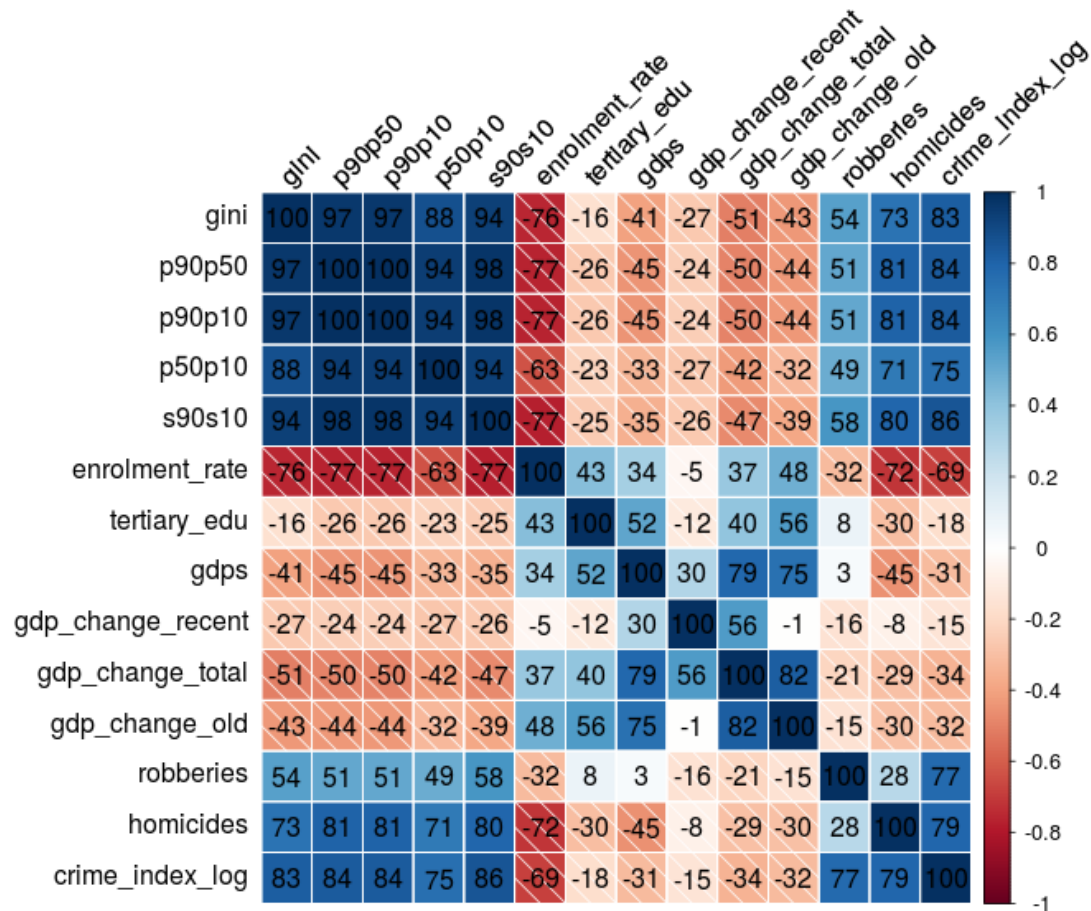 gini
p90p50
p90p10
p50p10
s90s10
enrolment_rate
tertiary_edu
gdps
gdp_change_recent
gdp_change_total
gdp_change_old
robberies
homicides
crime_index_log
gini 100 97 97 88 94 -76 -16 -41 -27 -51 -43 54 73 83
p90p50 97 100 100 94 98 -77 -26 -45 -24 -50 -44 51 81 84
p90p10 97 100 100 94 98 -77 -26 -45 -24 -50 -44 51 81 84
p50p10 88 94 94 100 94 -63 -23 -33 -27 -42 -32 49 71 75
s90s10 94 98 98 94 100 -77 -25 -35 -26 -47 -39 58 80 86
enrolment_rate -76 -77 -77 -63 -77 100 43 34 -5 37 48 -32 -72 -69
tertiary_edu -16 -26 -26 -23 -25 43 100 52 -12 40 56 8 -30 -18
gdps -41 -45 -45 -33 -35 34 52 100 30 79 75 3 -45 -31
gdp_change_recent -27 -24 -24 -27 -26 -5 -12 30 100 56 -1 -16 -8 -15
gdp_change_total -51 -50 -50 -42 -47 37 40 79 56 100 82 -21 -29 -34
gdp_change_old -43 -44 -44 -32 -39 48 56 75 -1 82 100 -15 -30 -32
robberies 54 51 51 49 58 -32 8 3 -16 -21 -15 100 28 77
homicides 73 81 81 71 80 -72 -30 -45 -8 -29 -30 28 100 79
crime_index_log 83 84 84 75 86 -69 -18 -31 -15 -34 -32 77 79 100
1
0.8
0.6
0.4
0.2
0
-0.2
-0.4
-0.6
-0.8
-1